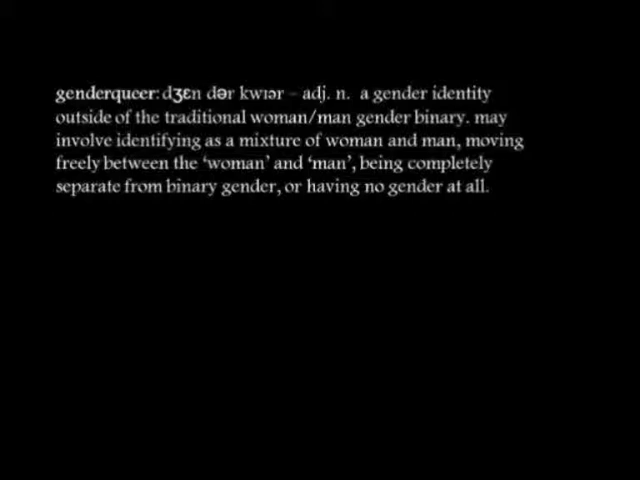 genderqueer: dʒɛn dər kwɪər – adj. n. a gender identity
outside of the traditional woman/man gender binary. may
involve identifying as a mixture of woman and man, moving
freely between the ‘woman’ and ‘man’, being completely
separate from binary gender, or having no gender at all.